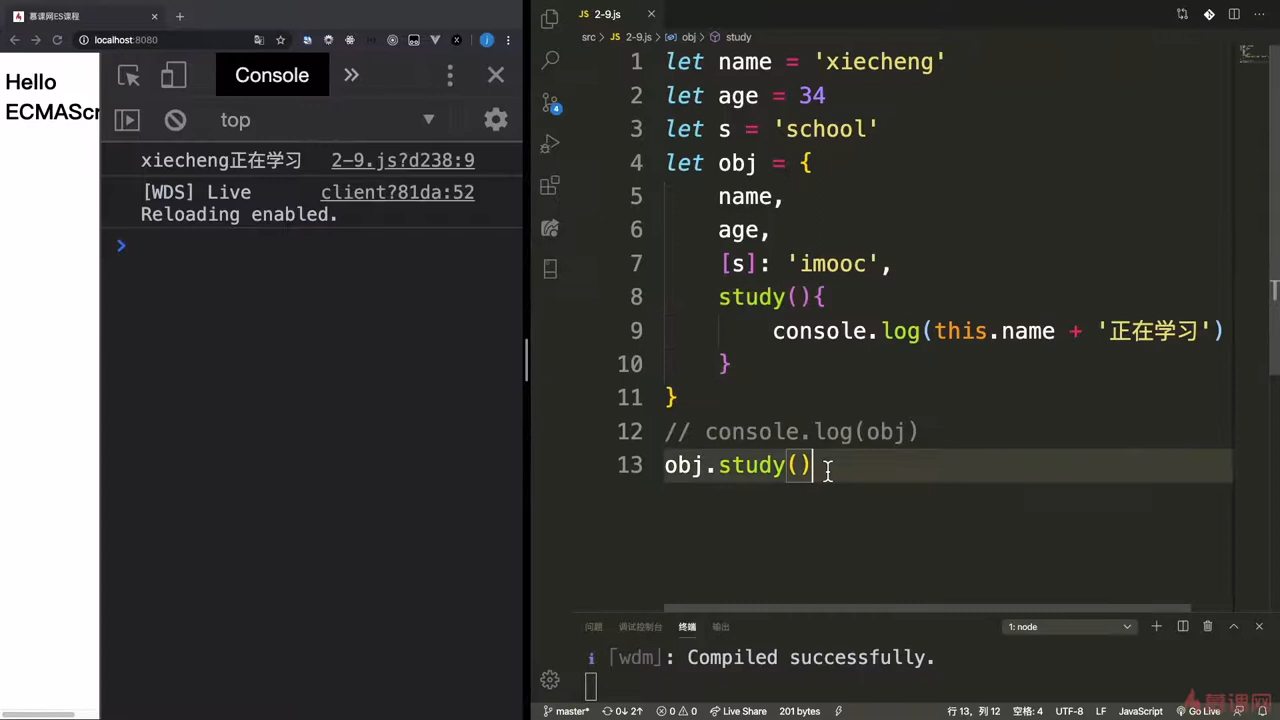 慕课网ES课程
localhost:8080
Hello
ECMAScr
Console
top
xiecheng正在学习 2-9.js?d238:9
[WDS] Live client?81da:52
Reloading enabled.
2-9.js
src > 2-9.js > obj > study
1 let name = 'xiecheng'
2 let age = 34
3 let s = 'school'
4 let obj = {
5 name,
6 age,
7 [s]: 'imooc',
8 study(){
9 console.log(this.name + '正在学习')
10 }
11 }
12 // console.log(obj)
13 obj.study()
问题 调试控制台 终端 输出 1: node
i ｢wdm｣: Compiled successfully.
master* 0↓ 2↑ 0 0 Live Share 201 bytes 行 13, 列 12 空格: 4 UTF-8 LF JavaScript Go Live
慕课网